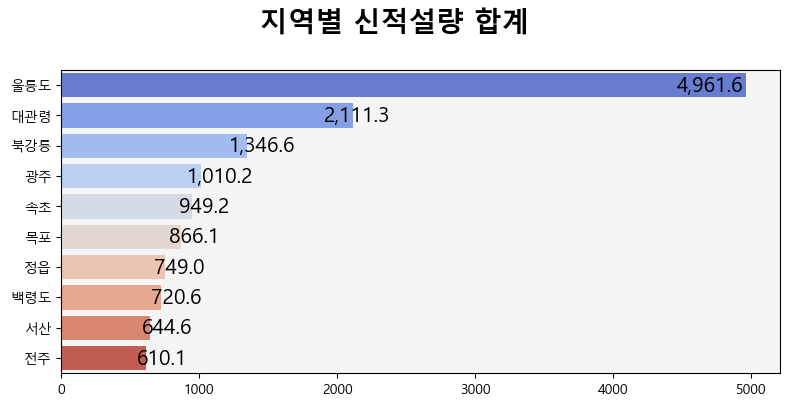 지역별 신적설량 합계
울릉도 4,961.6
대관령 2,111.3
북강릉 1,346.6
광주 1,010.2
속초 949.2
목포 866.1
정읍 749.0
백령도 720.6
서산 644.6
전주 610.1
0 1000 2000 3000 4000 5000